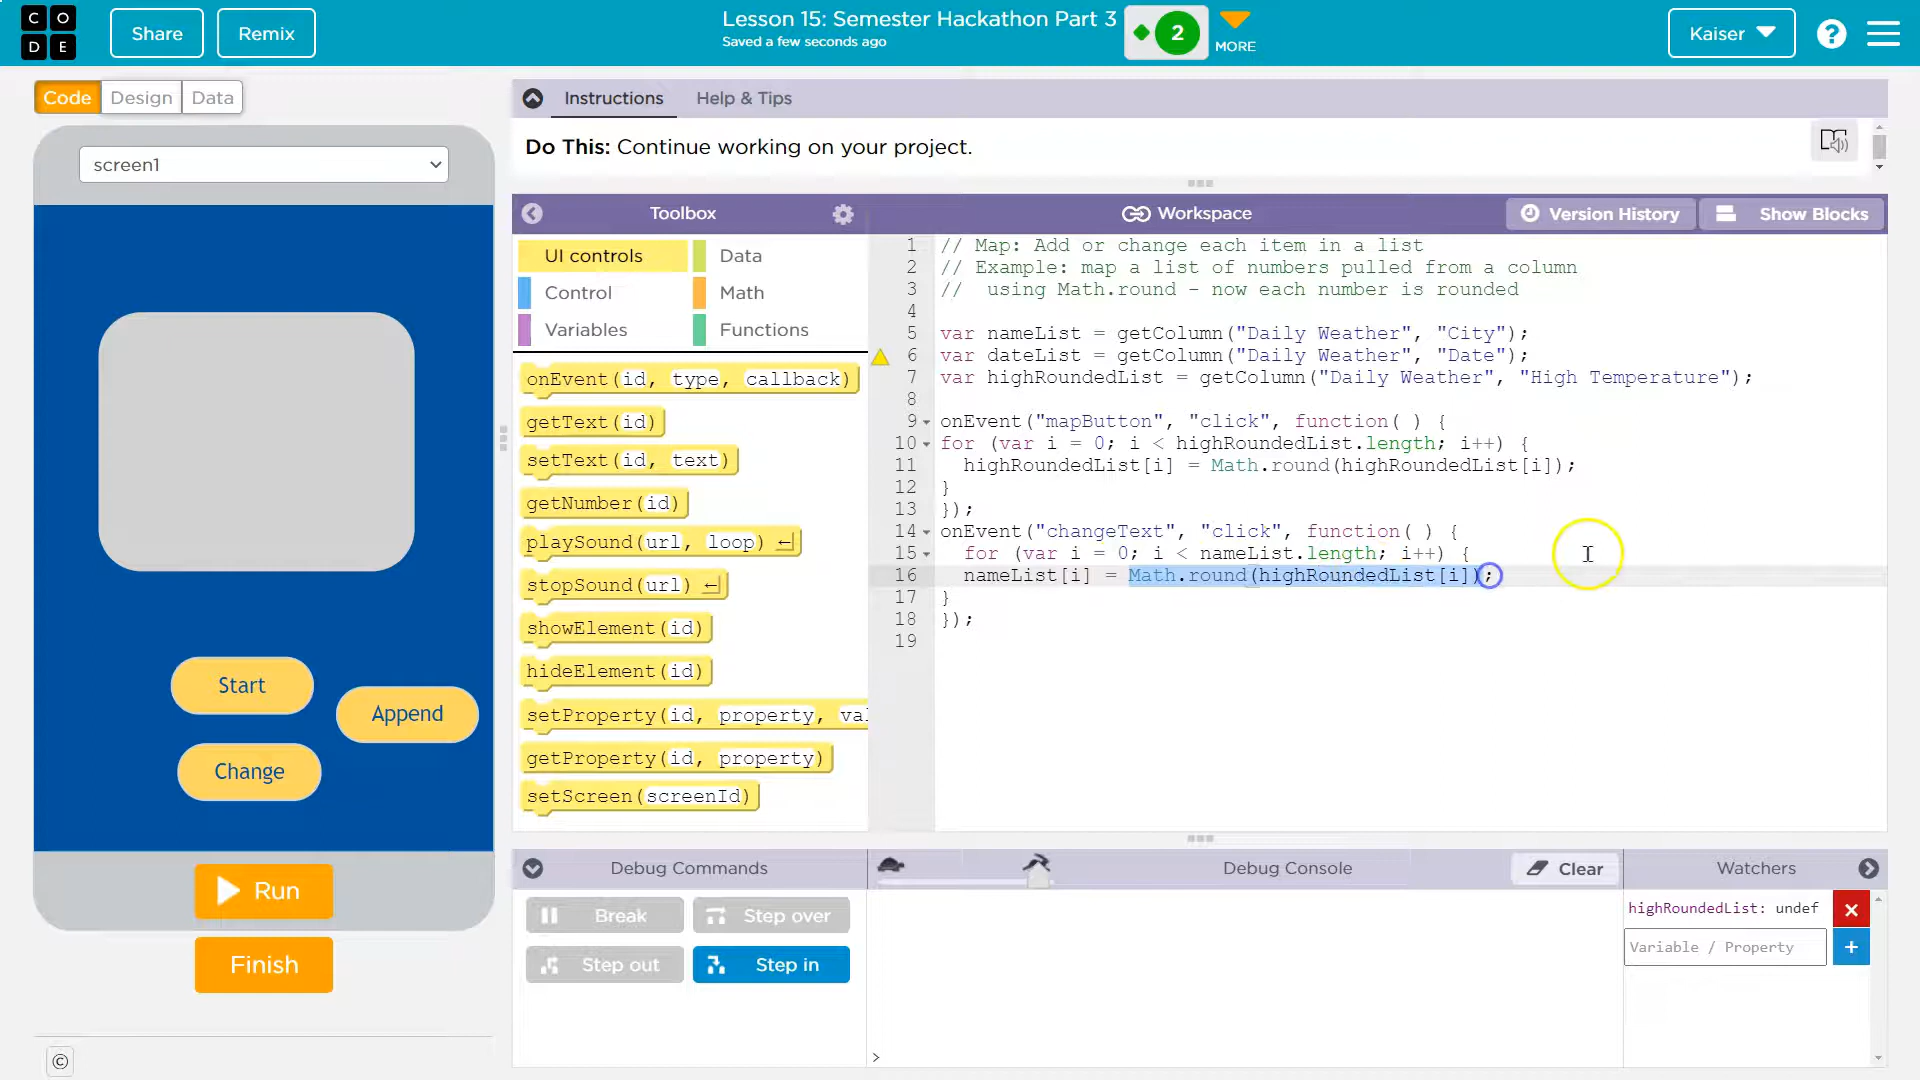 C O
D E
Share
Remix
Lesson 15: Semester Hackathon Part 3
Saved a few seconds ago
2
MORE
Kaiser
?
Code
Design
Data
Instructions
Help & Tips
screen1
Do This: Continue working on your project.
Toolbox
Workspace
Version History
Show Blocks
UI controls
Data
Control
Math
Variables
Functions
onEvent(id, type, callback)
getText(id)
setText(id, text)
getNumber(id)
playSound(url, loop)
stopSound(url)
showElement(id)
hideElement(id)
setProperty(id, property, val
getProperty(id, property)
setScreen(screenId)
1 // Map: Add or change each item in a list
2 // Example: map a list of numbers pulled from a column
3 //  using Math.round - now each number is rounded
4
5 var nameList = getColumn("Daily Weather", "City");
6 var dateList = getColumn("Daily Weather", "Date");
7 var highRoundedList = getColumn("Daily Weather", "High Temperature");
8
9 onEvent("mapButton", "click", function( ) {
10 for (var i = 0; i < highRoundedList.length; i++) {
11   highRoundedList[i] = Math.round(highRoundedList[i]);
12 }
13 });
14 onEvent("changeText", "click", function( ) {
15   for (var i = 0; i < nameList.length; i++) {
16   nameList[i] = Math.round(highRoundedList[i]);
17 }
18 });
19
Start
Append
Change
Run
Finish
©
Debug Commands
Debug Console
Clear
Watchers
Break
Step over
Step out
Step in
highRoundedList: undef
Variable / Property
+
>